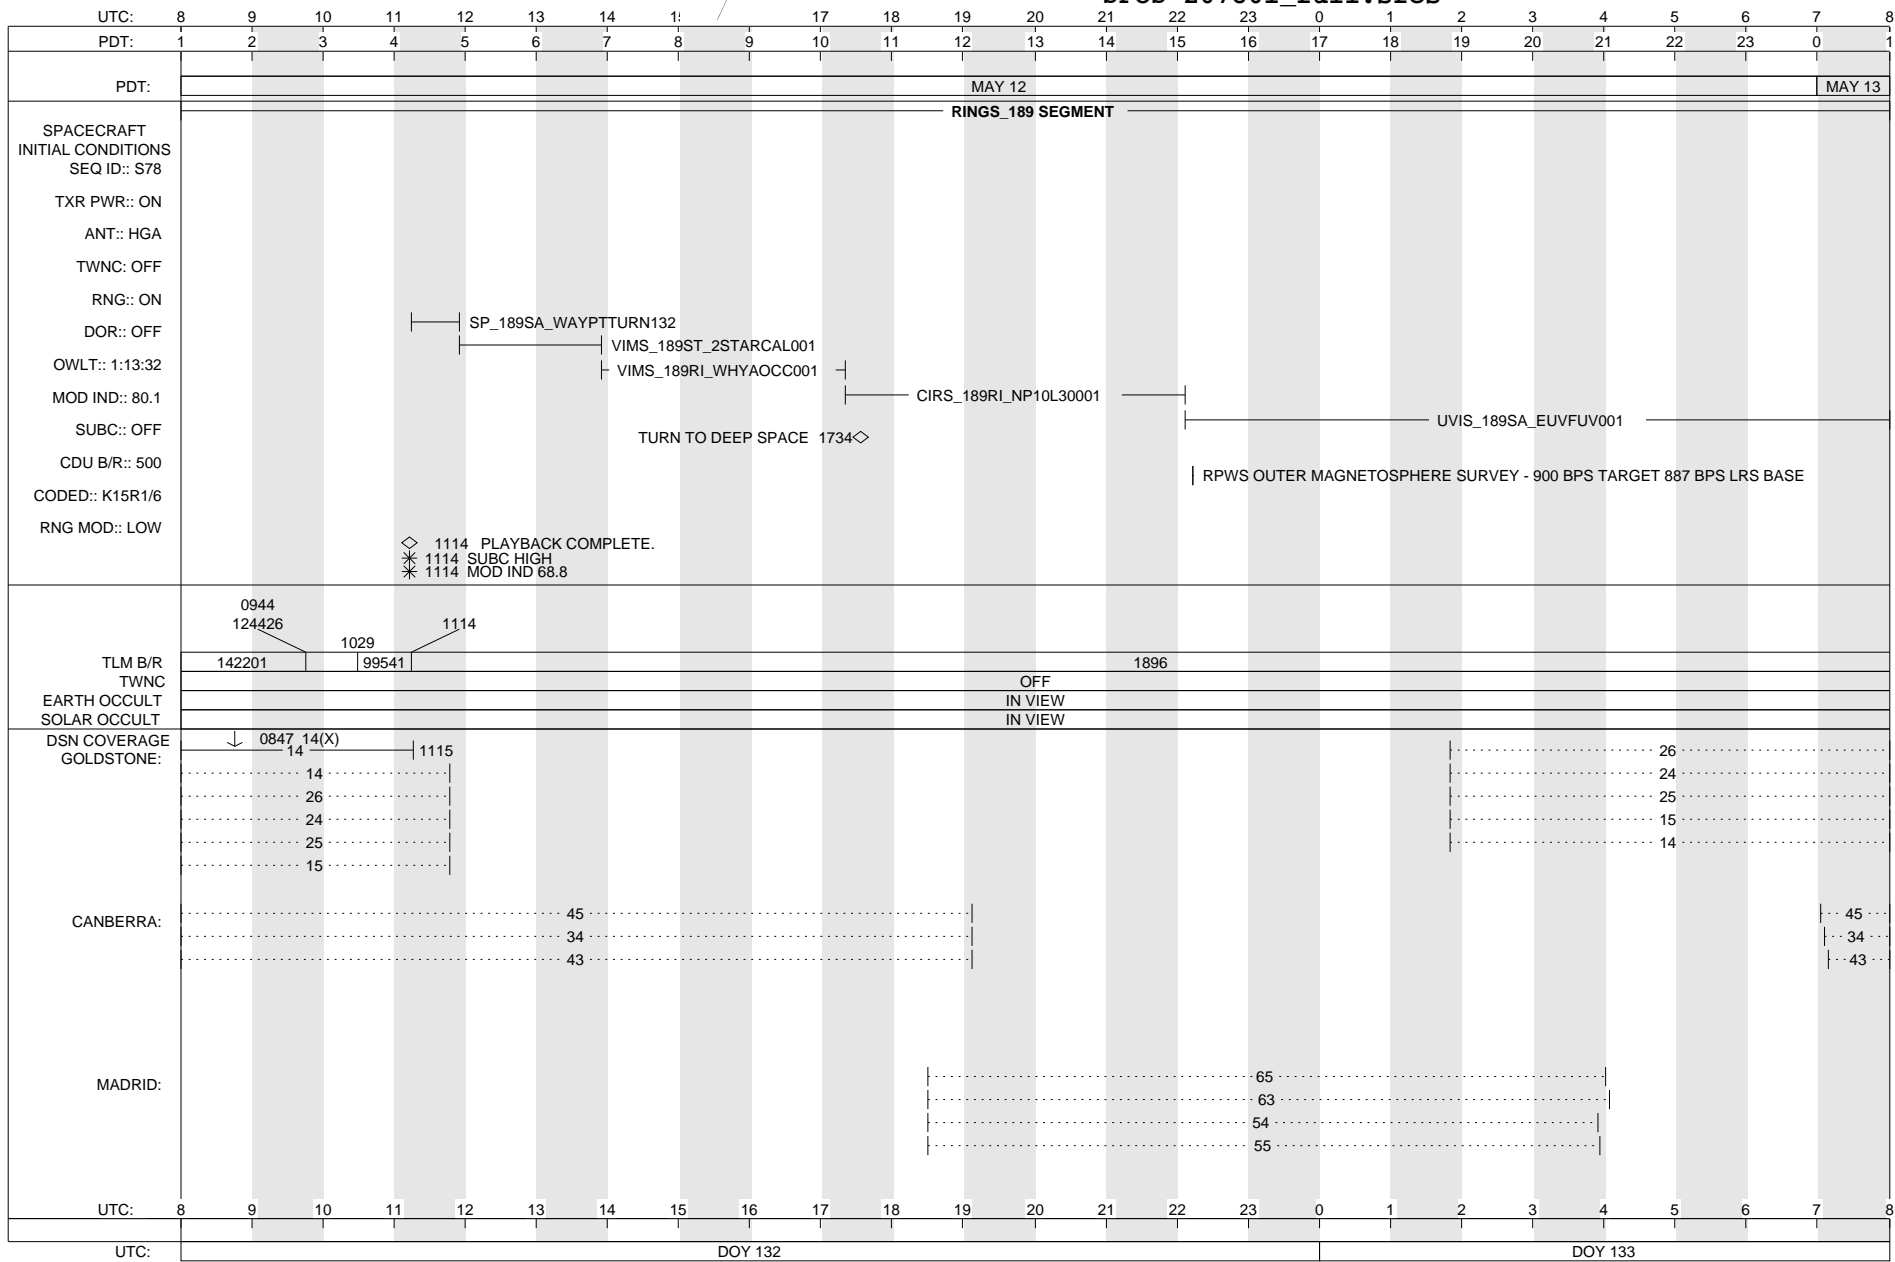 UTC: 8 9 10 11 12 13 14 17 18 19 20 21 22 23 0 1 2 3 4 5 6 7 8
PDT: 1 2 3 4 5 6 7 8 9 10 11 12 13 14 15 16 17 18 19 20 21 22 23 0 1
PDT: MAY 12 MAY 13
RINGS_189 SEGMENT
SPACECRAFT
INITIAL CONDITIONS
SEQ ID:: S78
TXR PWR:: ON
ANT:: HGA
TWNC: OFF
RNG:: ON
SP_189SA_WAYPTTURN132
DOR:: OFF
VIMS_189ST_2STARCAL001
OWLT:: 1:13:32
VIMS_189RI_WHYAOCC001
MOD IND:: 80.1
CIRS_189RI_NP10L30001
UVIS_189SA_EUVFUV001
SUBC:: OFF
TURN TO DEEP SPACE 1734
CDU B/R:: 500
RPWS OUTER MAGNETOSPHERE SURVEY - 900 BPS TARGET 887 BPS LRS BASE
CODED:: K15R1/6
RNG MOD:: LOW
1114 PLAYBACK COMPLETE.
1114 SUBC HIGH
1114 MOD IND 68.8
0944
124426 1114
1029
TLM B/R 142201 99541 1896
TWNC OFF
EARTH OCCULT IN VIEW
SOLAR OCCULT IN VIEW
DSN COVERAGE 0847 14(X)
GOLDSTONE: 14 1115 26
14 24
26 25
24 15
25 14
15
CANBERRA: 45 45
34 34
43 43
MADRID: 65
63
54
55
UTC: 8 9 10 11 12 13 14 15 16 17 18 19 20 21 22 23 0 1 2 3 4 5 6 7 8
UTC: DOY 132 DOY 133